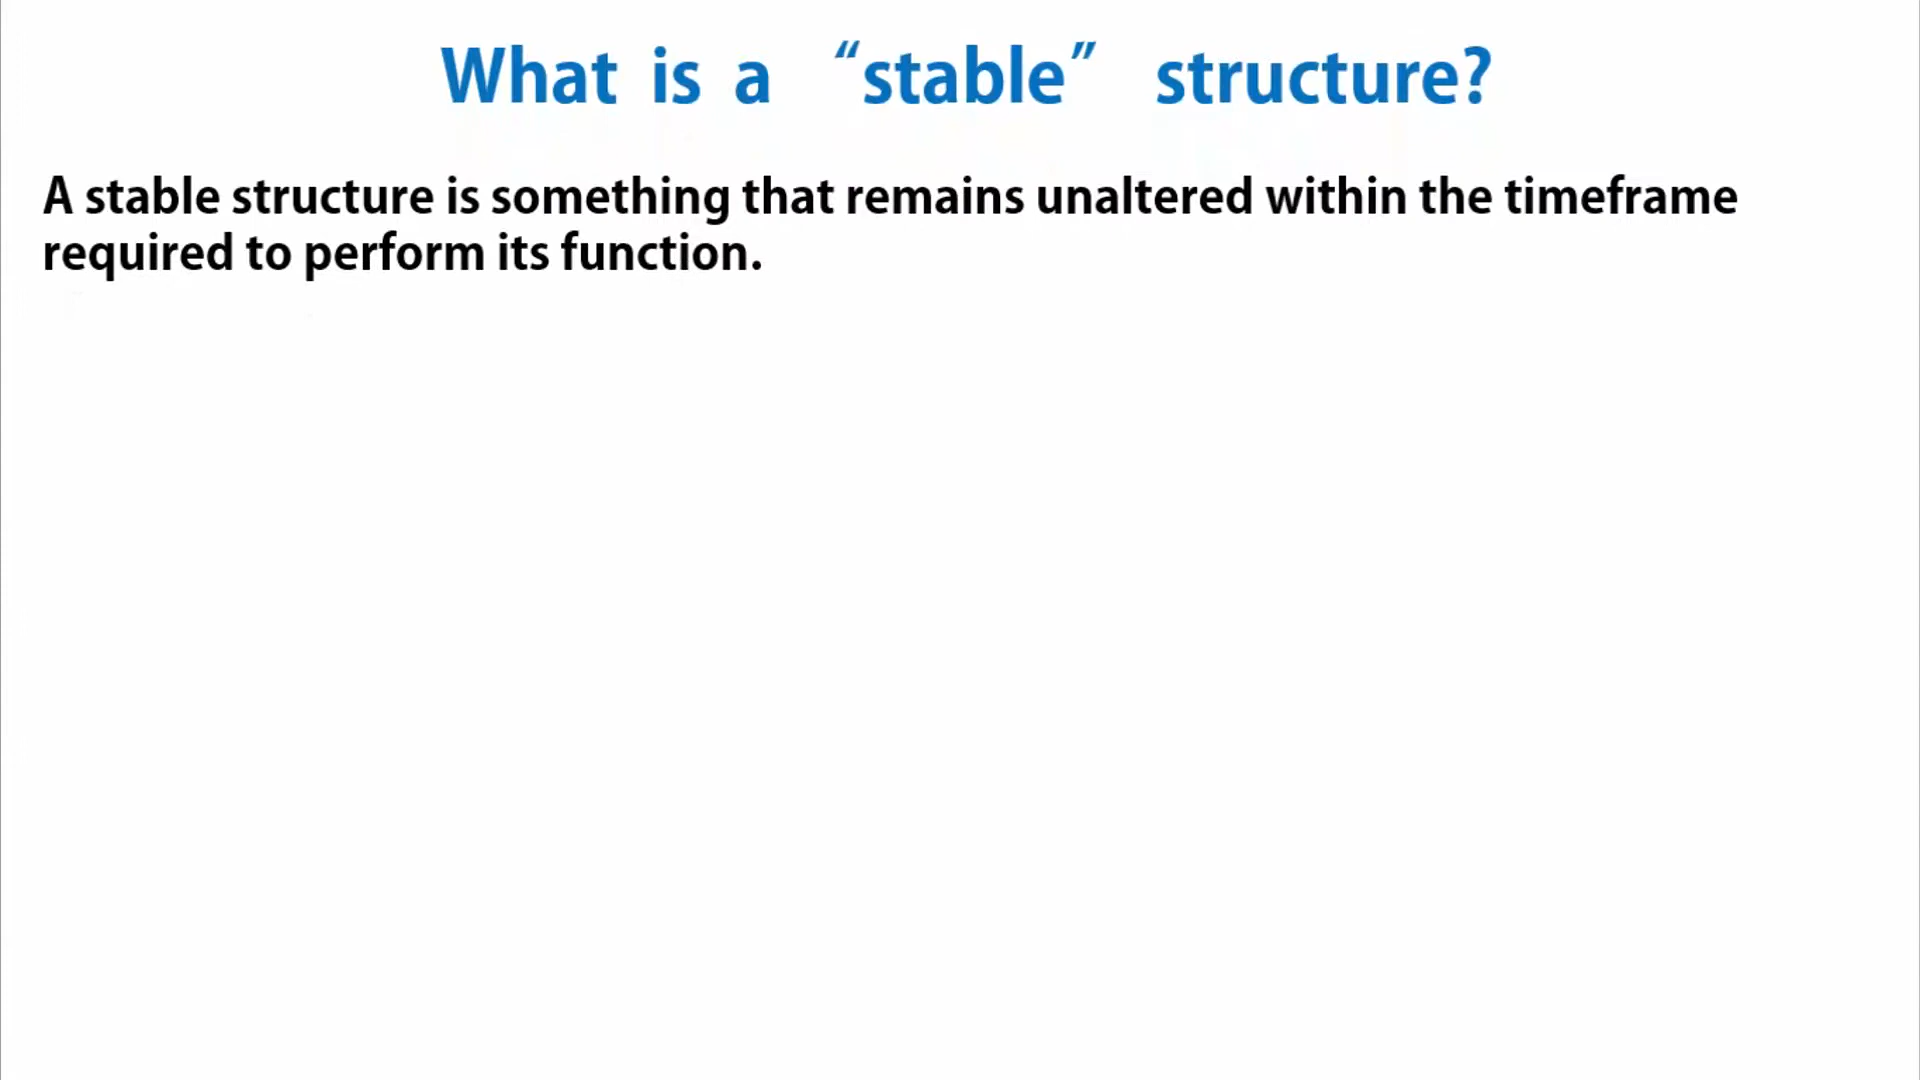 What is a “stable” structure?
A stable structure is something that remains unaltered within the timeframe
required to perform its function.